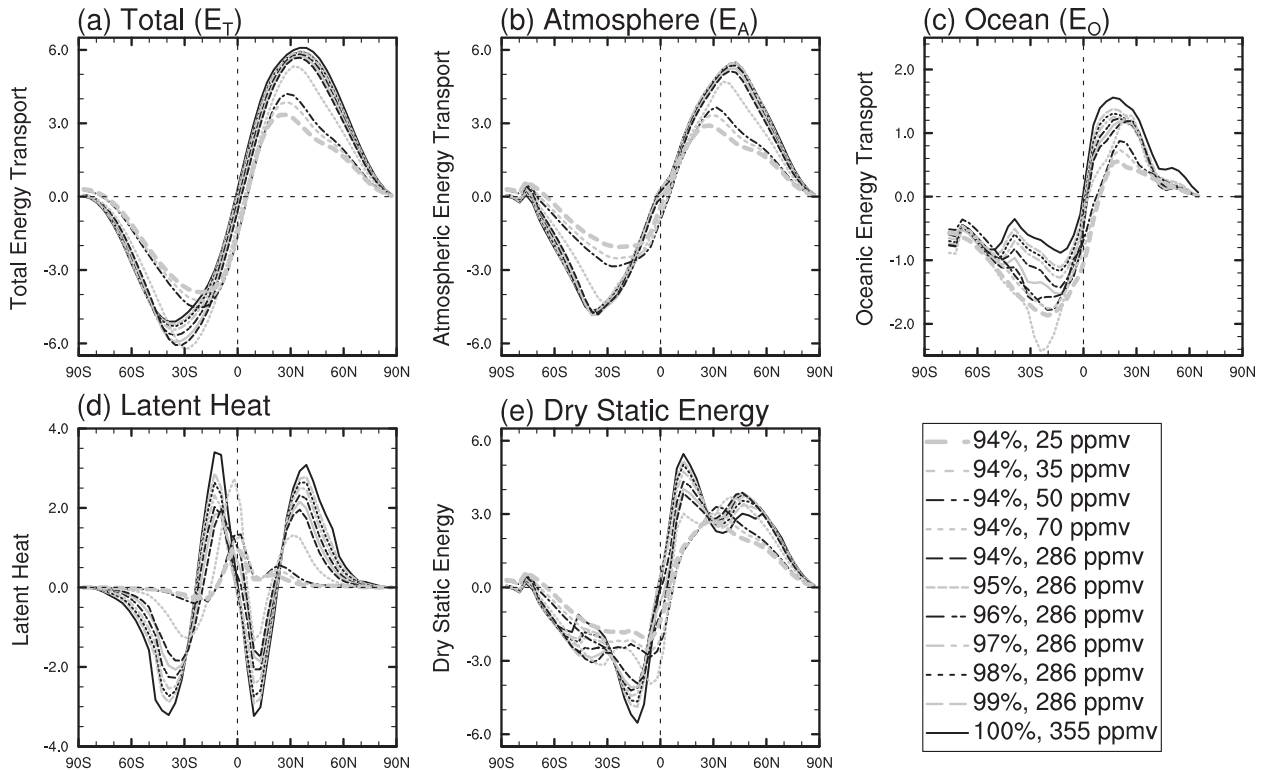 (a) Total (E_T)
Total Energy Transport
6.0
3.0
0.0
-3.0
-6.0
90S 60S 30S 0 30N 60N 90N
(b) Atmosphere (E_A)
Atmospheric Energy Transport
6.0
3.0
0.0
-3.0
-6.0
90S 60S 30S 0 30N 60N 90N
(c) Ocean (E_O)
Oceanic Energy Transport
2.0
1.0
0.0
-1.0
-2.0
90S 60S 30S 0 30N 60N 90N
(d) Latent Heat
Latent Heat
4.0
2.0
0.0
-2.0
-4.0
90S 60S 30S 0 30N 60N 90N
(e) Dry Static Energy
Dry Static Energy
6.0
3.0
0.0
-3.0
-6.0
90S 60S 30S 0 30N 60N 90N
94%, 25 ppmv
94%, 35 ppmv
94%, 50 ppmv
94%, 70 ppmv
94%, 286 ppmv
95%, 286 ppmv
96%, 286 ppmv
97%, 286 ppmv
98%, 286 ppmv
99%, 286 ppmv
100%, 355 ppmv